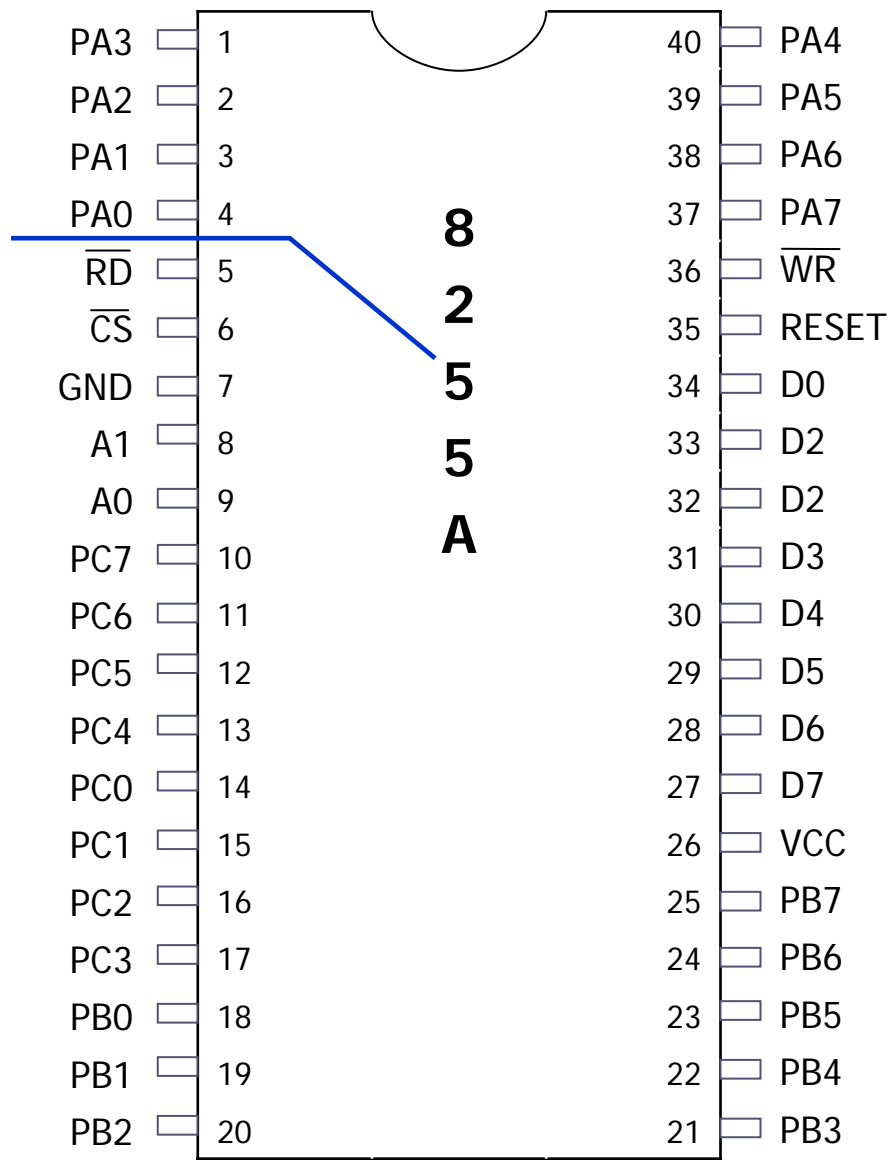 PA3 1 40 PA4
PA2 2 39 PA5
PA1 3 38 PA6
PA0 4 37 PA7
R̅D̅ 5 36 W̅R̅
C̅S̅ 6 35 RESET
GND 7 34 D0
A1 8 33 D2
A0 9 32 D2
PC7 10 31 D3
PC6 11 30 D4
PC5 12 29 D5
PC4 13 28 D6
PC0 14 27 D7
PC1 15 26 VCC
PC2 16 25 PB7
PC3 17 24 PB6
PB0 18 23 PB5
PB1 19 22 PB4
PB2 20 21 PB3
8
2
5
5
A